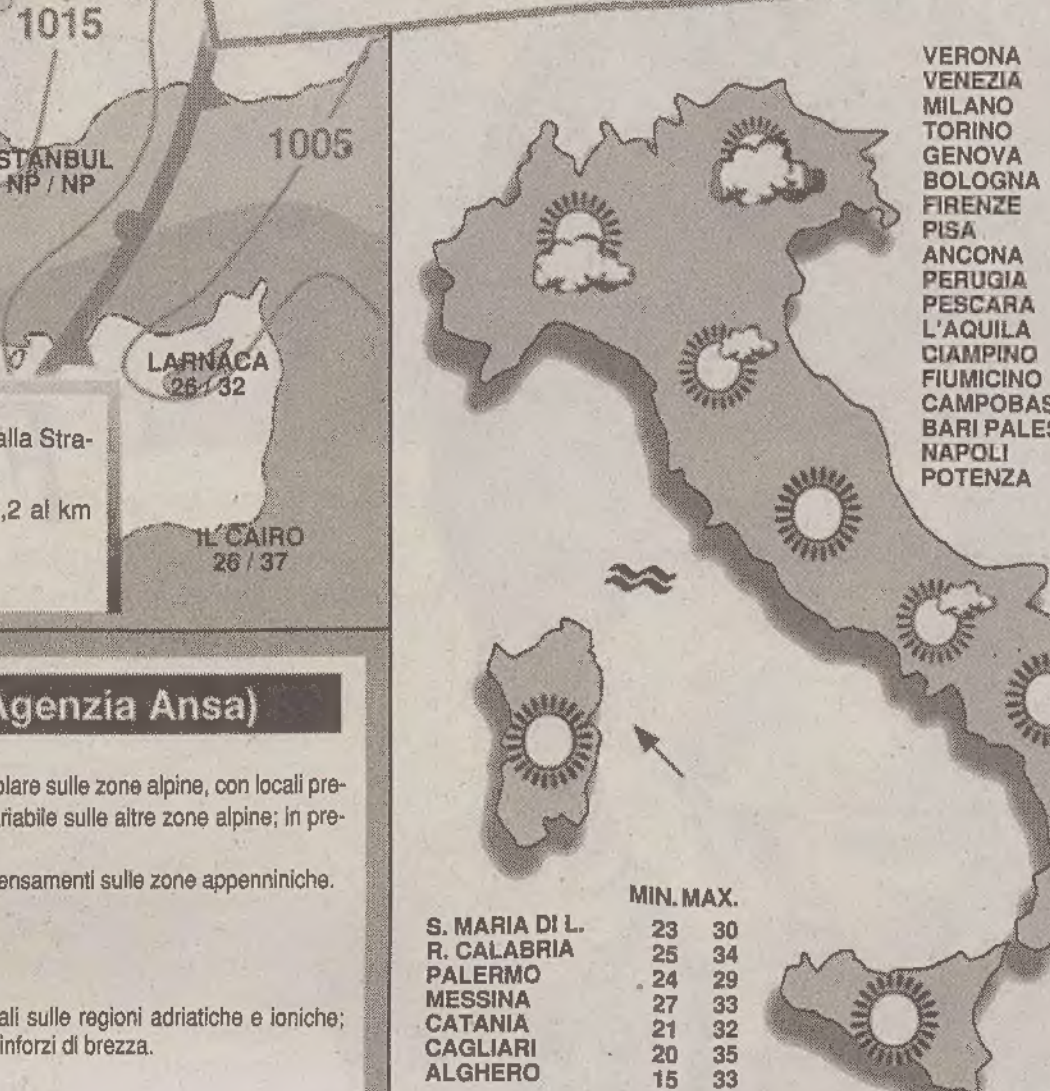 1015
1005
STANBUL
NP / NP
LARNACA
26 / 32
IL CAIRO
26 / 37
alla Stra-
,2 al km
Agenzia Ansa)
olare sulle zone alpine, con locali pre-
riabile sulle altre zone alpine; in pre-
ensamenti sulle zone appenniniche.
ali sulle regioni adriatiche e ioniche;
inforzi di brezza.
VERONA
VENEZIA
MILANO
TORINO
GENOVA
BOLOGNA
FIRENZE
PISA
ANCONA
PERUGIA
PESCARA
L'AQUILA
CIAMPINO
FIUMICINO
CAMPOBAS
BARI PALES
NAPOLI
POTENZA
MIN. MAX.
S. MARIA DI L. 23 30
R. CALABRIA 25 34
PALERMO 24 29
MESSINA 27 33
CATANIA 21 32
CAGLIARI 20 35
ALGHERO 15 33